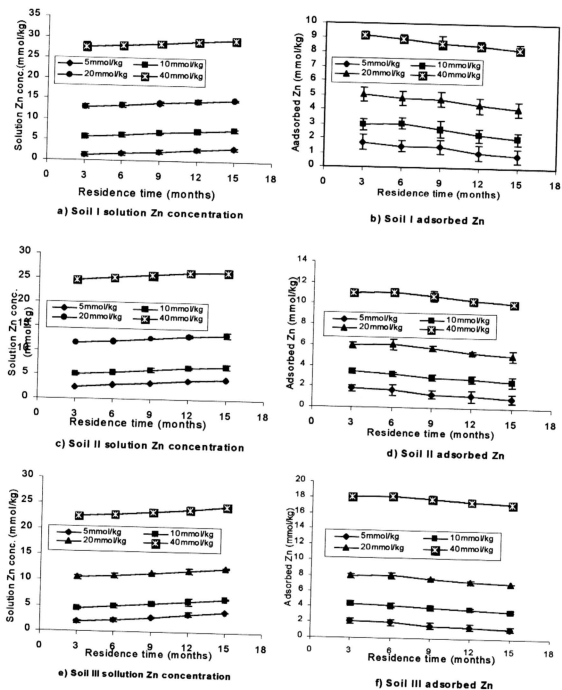 Solution Zn conc.(mmol/kg)
35
30
25
20
15
10
5
0
5mmol/kg 10mmol/kg
20mmol/kg 40mmol/kg
0 3 6 9 12 15 18
Residence time (months)
a) Soil I solution Zn concentration
Aadsorbed Zn (mmol/kg)
10
9
8
7
6
5
4
3
2
1
0
5mmol/kg 10mmol/kg
20mmol/kg 40mmol/kg
0 3 6 9 12 15 18
Residence time (months)
b) Soil I adsorbed Zn
Solution Zn conc.
(mmol/kg)
30
25
20
15
10
5
0
5mmol/kg 10mmol/kg
20mmol/kg 40mmol/kg
0 3 6 9 12 15 18
Residence time (months)
c) Soil II solution Zn concentration
Adsorbed Zn (mmol/kg)
14
12
10
8
6
4
2
0
5mmol/kg 10mmol/kg
20mmol/kg 40mmol/kg
0 3 6 9 12 15 18
Residence time (months)
d) Soil II adsorbed Zn
Solution Zn conc. (mmol/kg)
30
25
20
15
10
5
0
5mmol/kg 10mmol/kg
20mmol/kg 40mmol/kg
0 3 6 9 12 15 18
Residence time (months)
e) Soil III sollution Zn concentration
Adsorbed Zn (mmol/kg)
20
18
16
14
12
10
8
6
4
2
0
5mmol/kg 10mmol/kg
20mmol/kg 40mmol/kg
0 3 6 9 12 15 18
Residence time (months)
f) Soil III adsorbed Zn